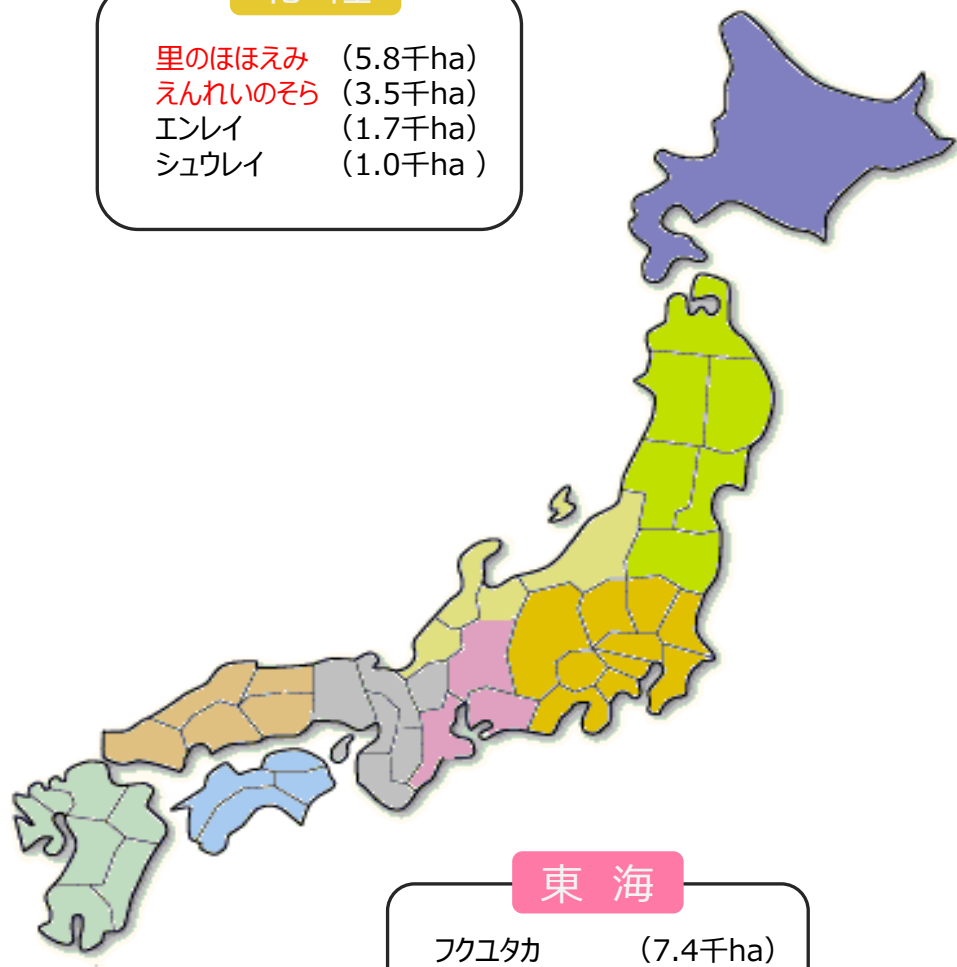 里のほほえみ （5.8千ha）
えんれいのそら （3.5千ha）
エンレイ （1.7千ha）
シュウレイ （1.0千ha ）
東 海
フクユタカ （7.4千ha）